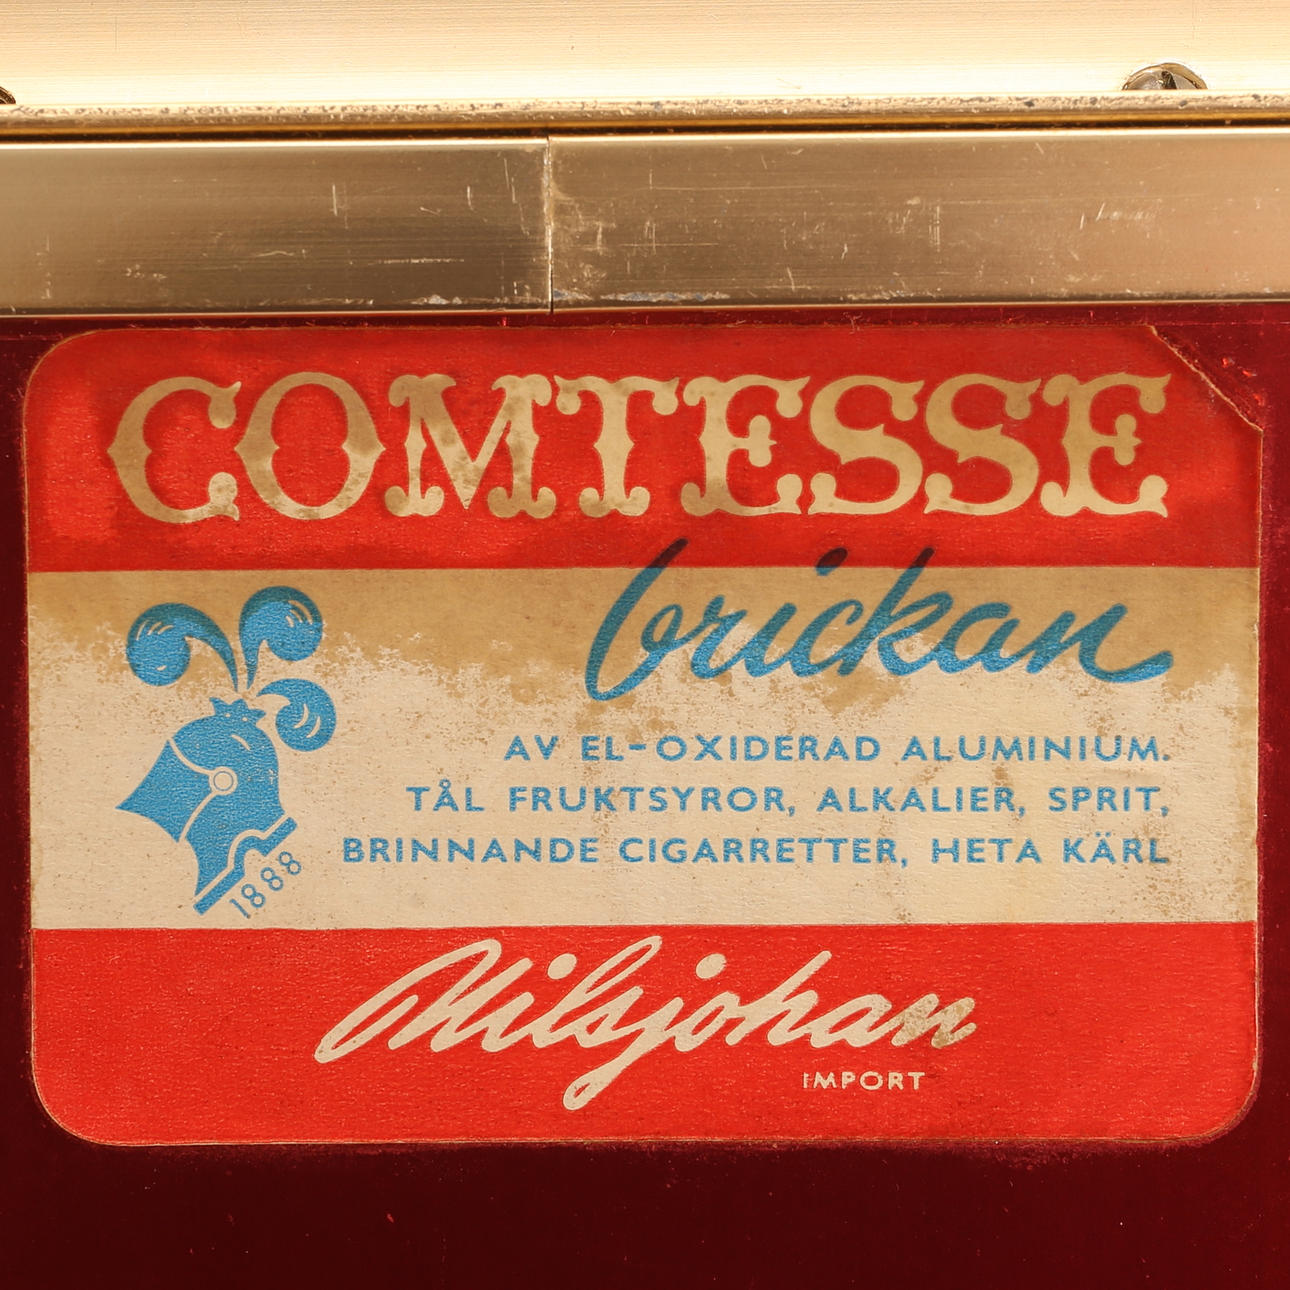 COMTESSE
brickan
AV EL-OXIDERAD ALUMINIUM.
TÅL FRUKTSYROR, ALKALIER, SPRIT,
BRINNANDE CIGARRETTER, HETA KÄRL
1888
Nilsjohan
IMPORT